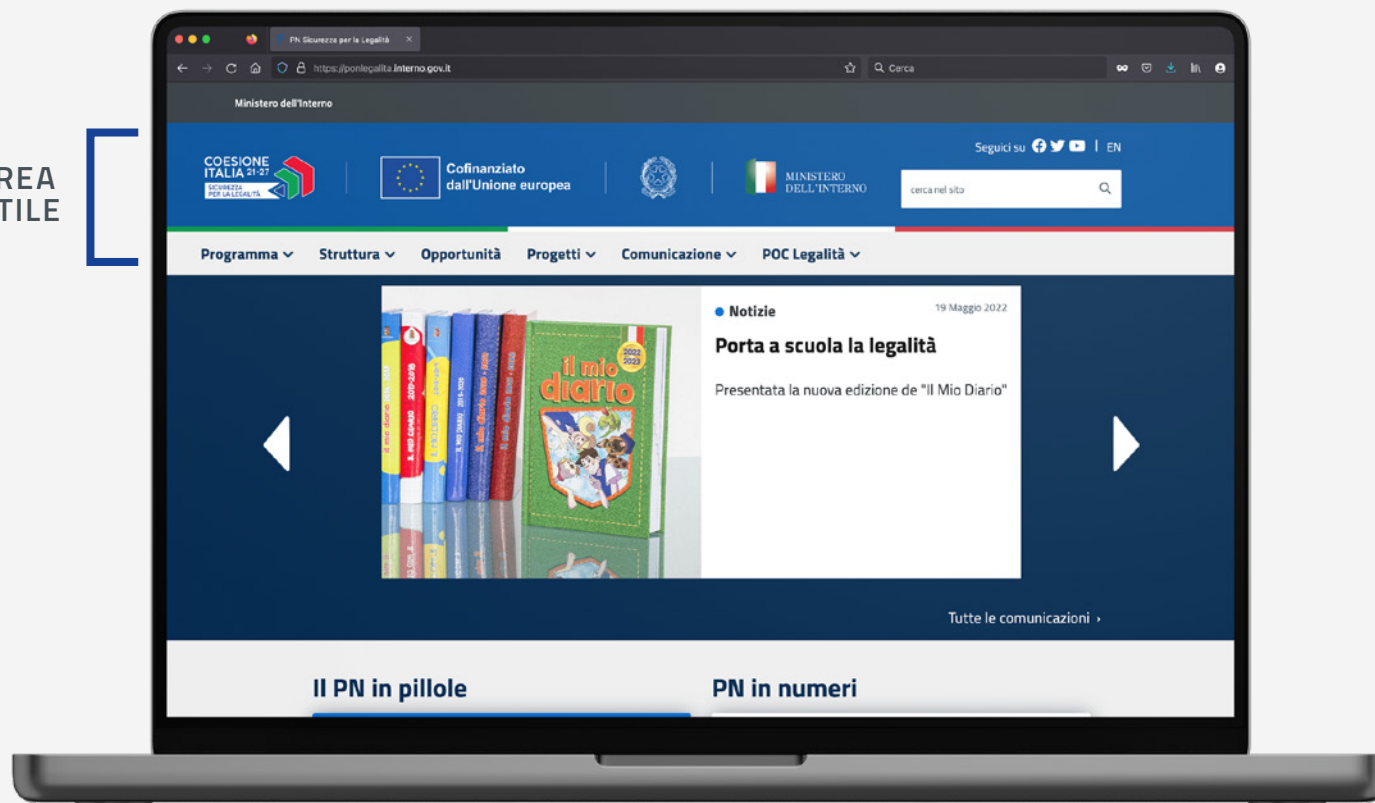 PN Sicurezza per la Legalità
https://ponlegalita.interno.gov.it
Cerca
Ministero dell'Interno
REA
TILE
COESIONE
ITALIA 21-27
SICUREZZA
PER LA LEGALITÀ
Cofinanziato
dall'Unione europea
MINISTERO
DELL'INTERNO
Seguici su | EN
cerca nel sito
Programma Struttura Opportunità Progetti Comunicazione POC Legalità
il mio
diario
2022
2023
Notizie
19 Maggio 2022
Porta a scuola la legalità
Presentata la nuova edizione de "Il Mio Diario"
Tutte le comunicazioni ›
Il PN in pillole
PN in numeri